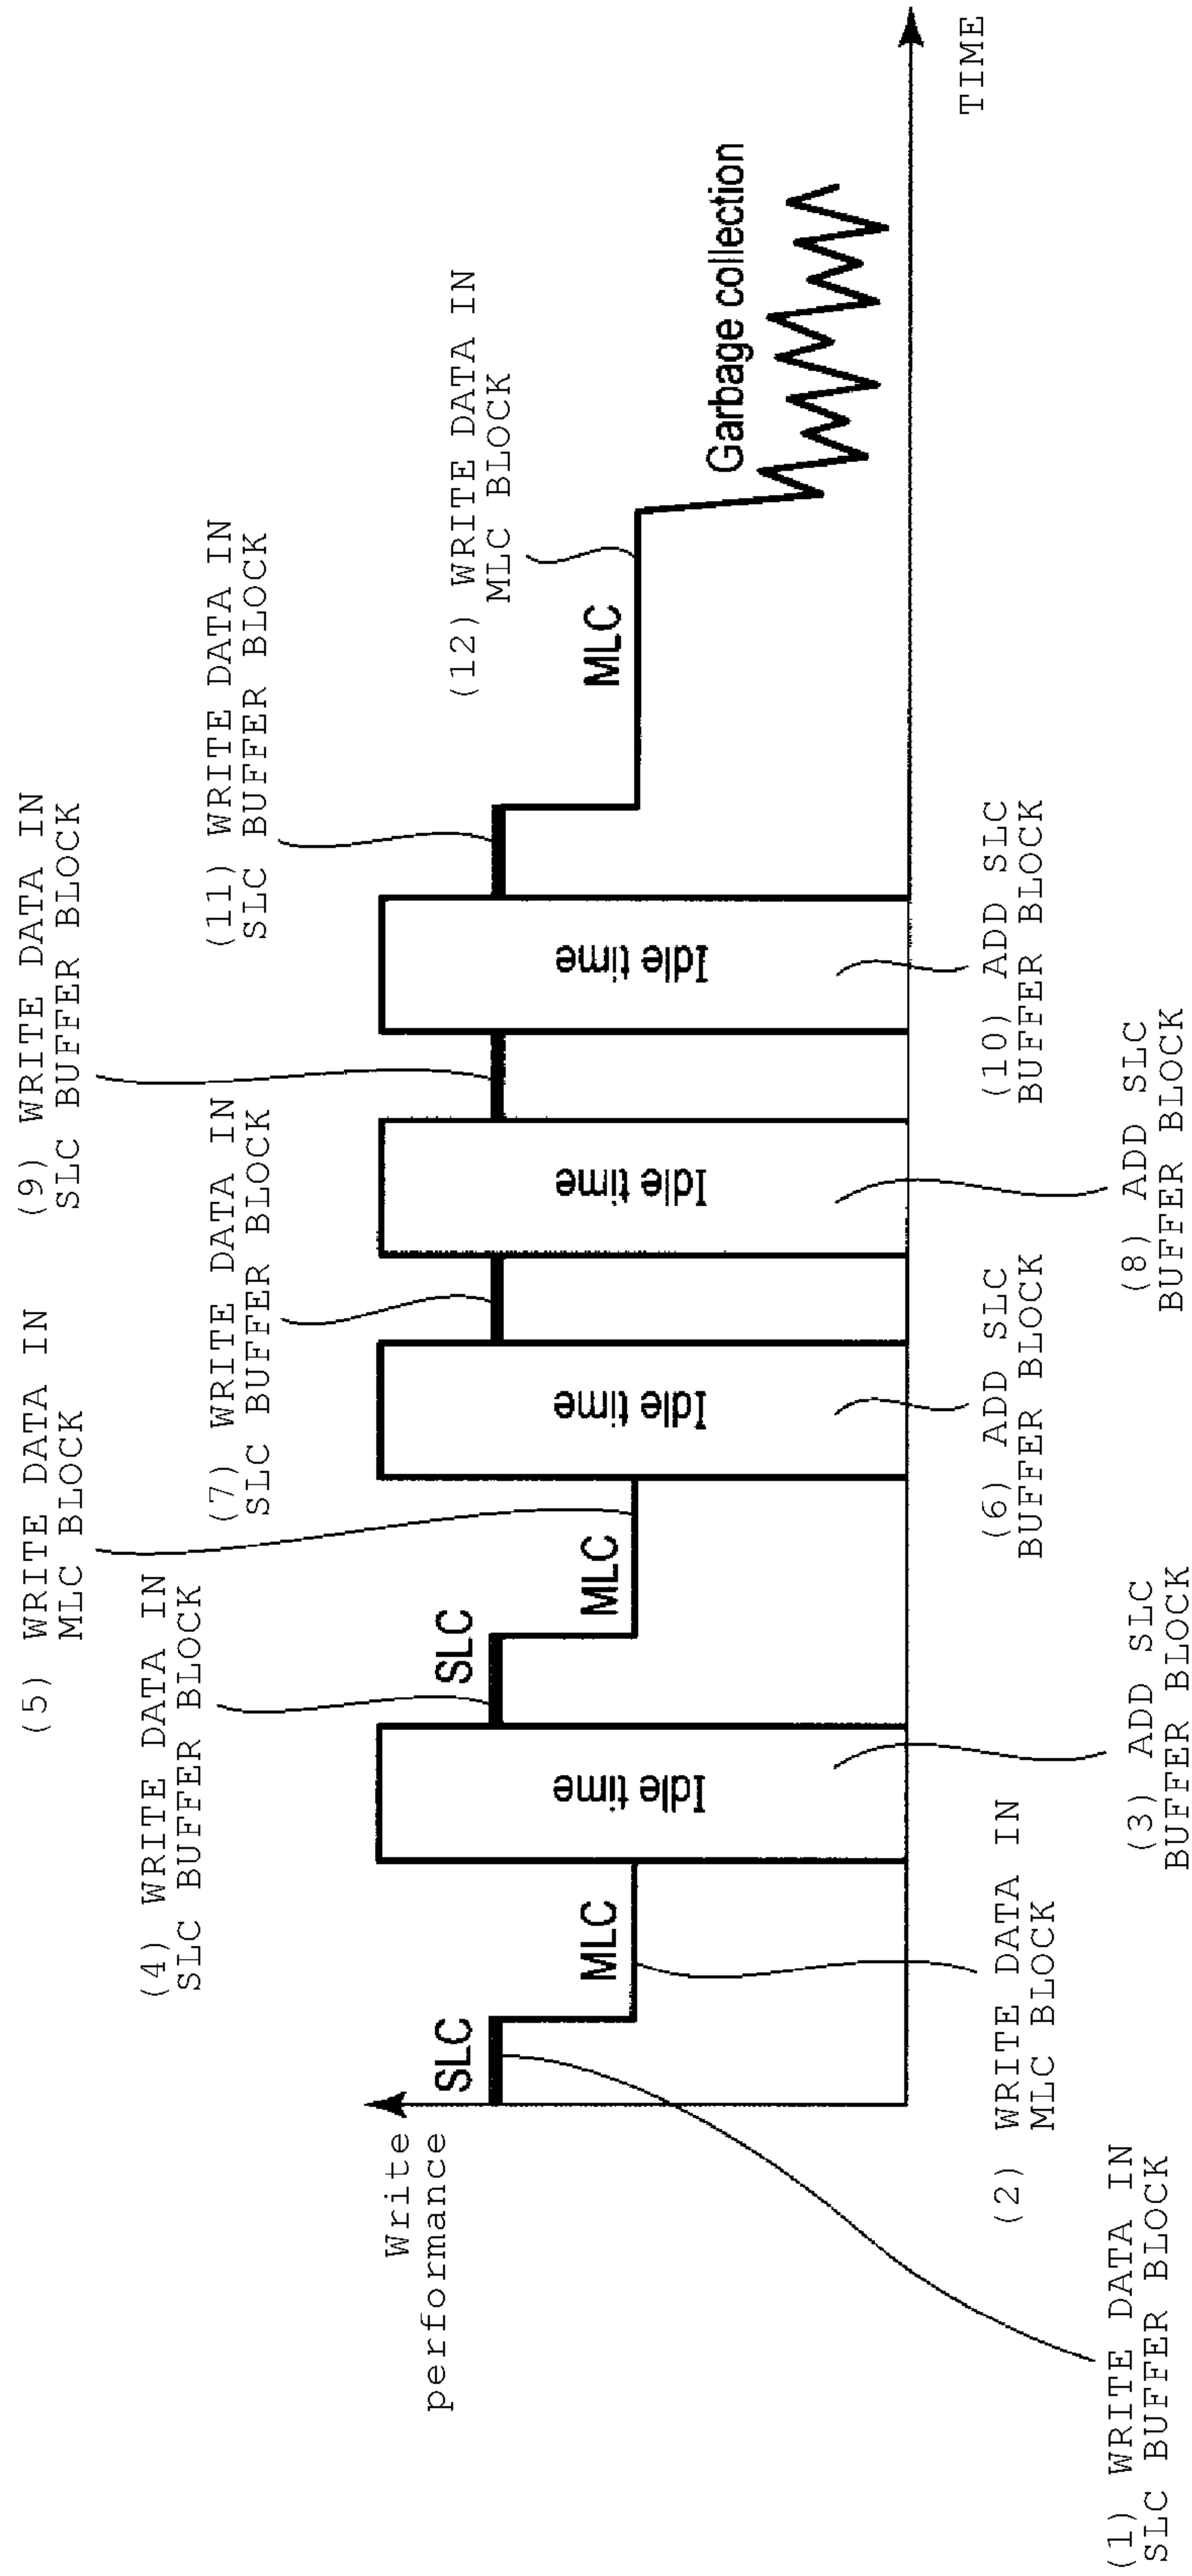 Write
performance
SLC
(1) WRITE DATA IN
SLC BUFFER BLOCK
MLC
(2) WRITE DATA IN
MLC BLOCK
Idle time
(3) ADD SLC
BUFFER BLOCK
(4) WRITE DATA IN
SLC BUFFER BLOCK
SLC
(5) WRITE DATA IN
MLC BLOCK
MLC
Idle time
(6) ADD SLC
BUFFER BLOCK
(7) WRITE DATA IN
SLC BUFFER BLOCK
Idle time
(8) ADD SLC
BUFFER BLOCK
(9) WRITE DATA IN
SLC BUFFER BLOCK
Idle time
(10) ADD SLC
BUFFER BLOCK
(11) WRITE DATA IN
SLC BUFFER BLOCK
MLC
(12) WRITE DATA IN
MLC BLOCK
Garbage collection
TIME